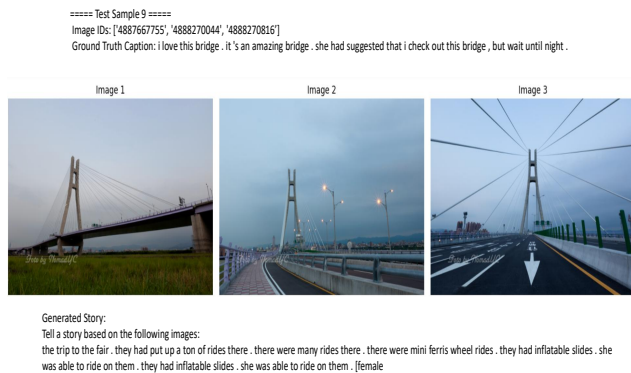 ===== Test Sample 9 =====
Image IDs: ['4887667755', '4888270044', '4888270816']
Ground Truth Caption: i love this bridge . it 's an amazing bridge . she had suggested that i check out this bridge , but wait until night .
Image 1
Image 2
Image 3
Generated Story:
Tell a story based on the following images:
the trip to the fair . they had put up a ton of rides there . there were many rides there . there were mini ferris wheel rides . they had inflatable slides . she
was able to ride on them . they had inflatable slides . she was able to ride on them . [female